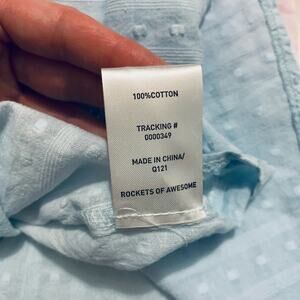 100%COTTON
TRACKING #
0000349
MADE IN CHINA/
Q121
ROCKETS OF AWESOME